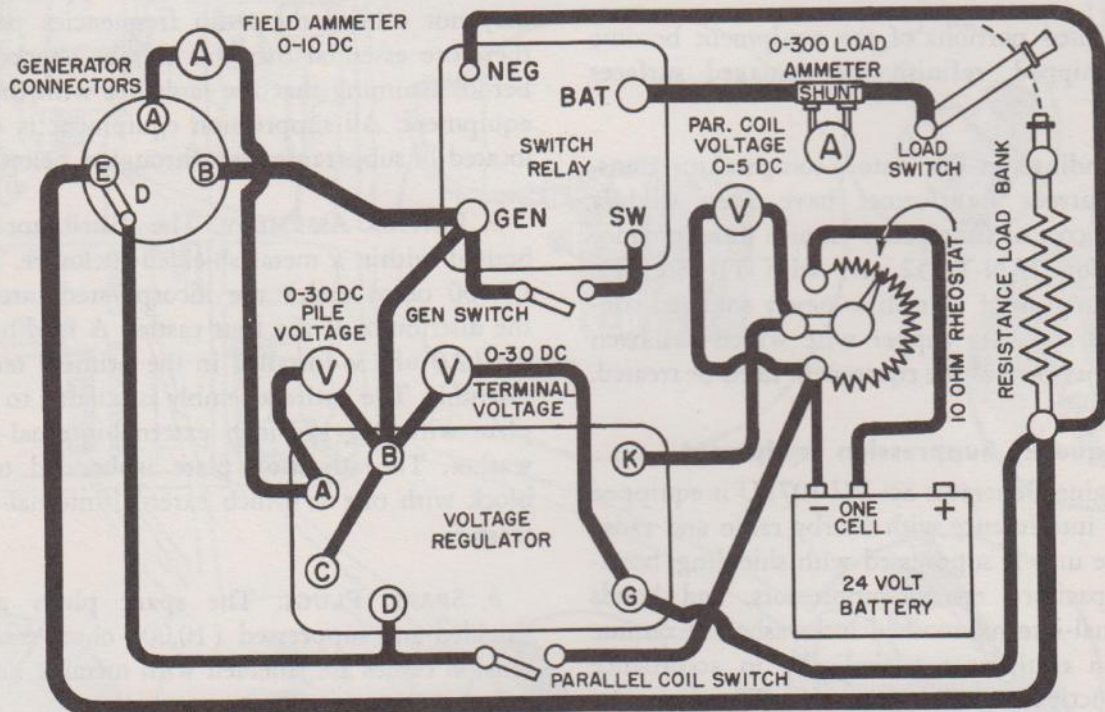 FIELD AMMETER
0-10 DC
GENERATOR
CONNECTORS
A
A
E
B
D
NEG
BAT
0-300 LOAD
AMMETER
SHUNT
A
LOAD
SWITCH
SWITCH
RELAY
GEN
SW
GEN SWITCH
PAR. COIL
VOLTAGE
0-5 DC
V
10 OHM RHEOSTAT
RESISTANCE LOAD BANK
0-30 DC
PILE
VOLTAGE
V
V
0-30 DC
TERMINAL
VOLTAGE
B
A
K
C
VOLTAGE
REGULATOR
D
G
- ONE CELL +
24 VOLT
BATTERY
PARALLEL COIL SWITCH